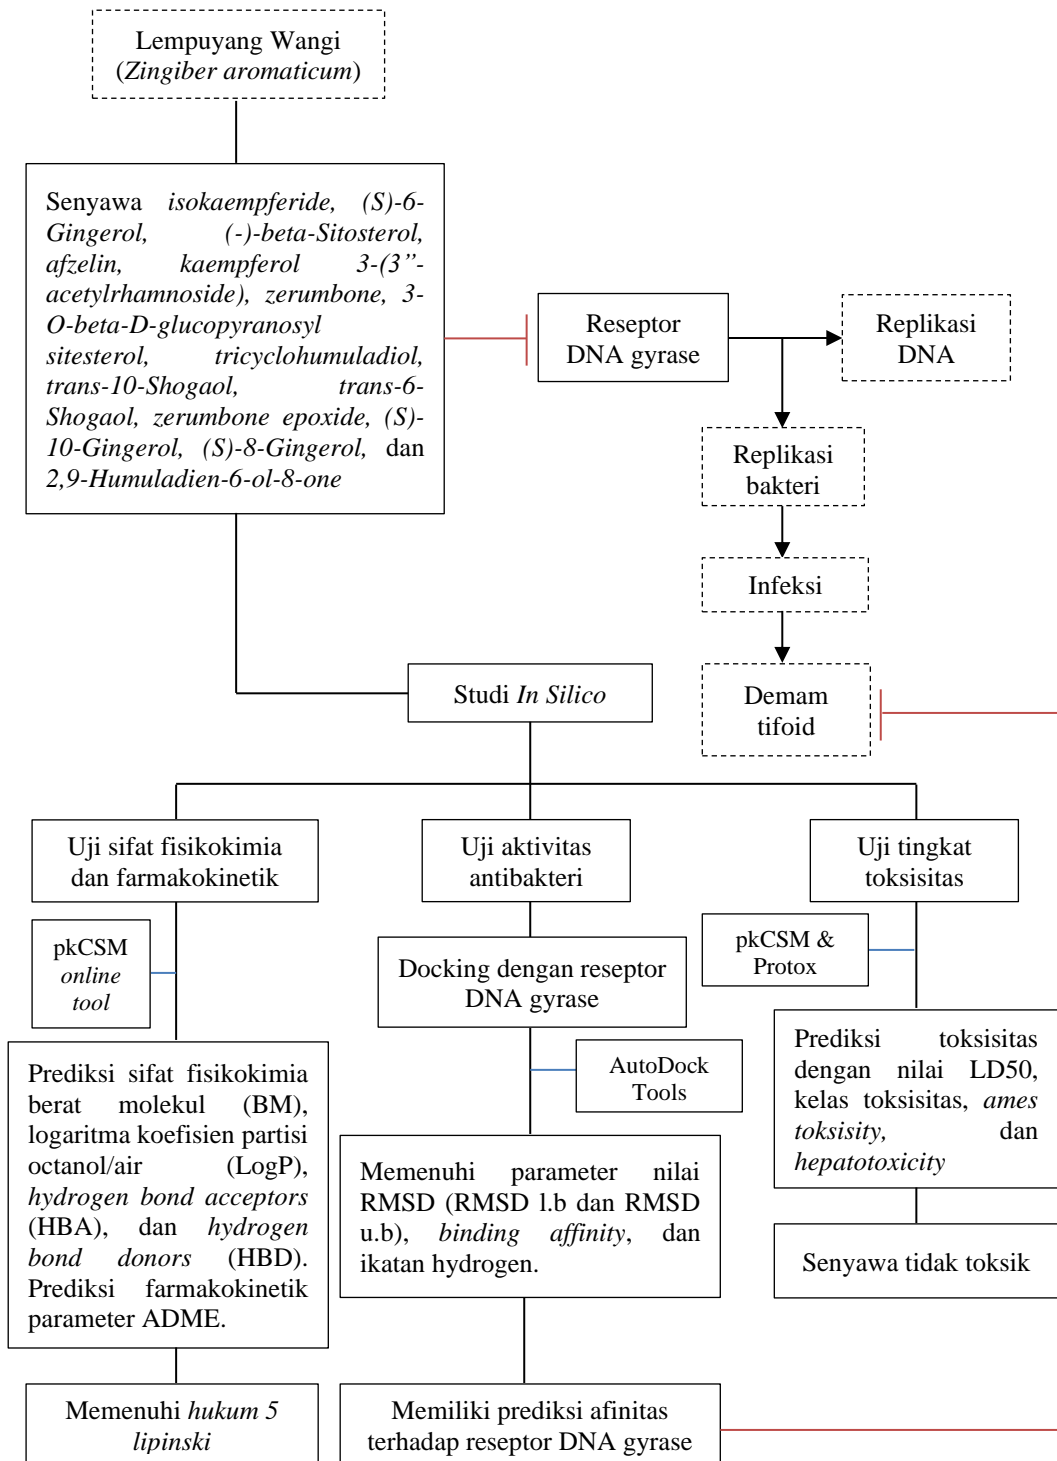 Lempuyang Wangi
(Zingiber aromaticum)
Senyawa isokaempferide, (S)-6-
Gingerol, (-)-beta-Sitosterol,
afzelin, kaempferol 3-(3”-
acetylrhamnoside), zerumbone, 3-
O-beta-D-glucopyranosyl
sitesterol, tricyclohumuladiol,
trans-10-Shogaol, trans-6-
Shogaol, zerumbone epoxide, (S)-
10-Gingerol, (S)-8-Gingerol, dan
2,9-Humuladien-6-ol-8-one
Reseptor
DNA gyrase
Replikasi
DNA
Replikasi
bakteri
Infeksi
Demam
tifoid
Studi In Silico
Uji sifat fisikokimia
dan farmakokinetik
Uji aktivitas
antibakteri
Uji tingkat
toksisitas
pkCSM
online
tool
Docking dengan reseptor
DNA gyrase
pkCSM &
Protox
AutoDock
Tools
Prediksi sifat fisikokimia
berat molekul (BM),
logaritma koefisien partisi
octanol/air (LogP),
hydrogen bond acceptors
(HBA), dan hydrogen
bond donors (HBD).
Prediksi farmakokinetik
parameter ADME.
Memenuhi parameter nilai
RMSD (RMSD l.b dan RMSD
u.b), binding affinity, dan
ikatan hydrogen.
Prediksi toksisitas
dengan nilai LD50,
kelas toksisitas, ames
toksisity, dan
hepatotoxicity
Senyawa tidak toksik
Memenuhi hukum 5
lipinski
Memiliki prediksi afinitas
terhadap reseptor DNA gyrase